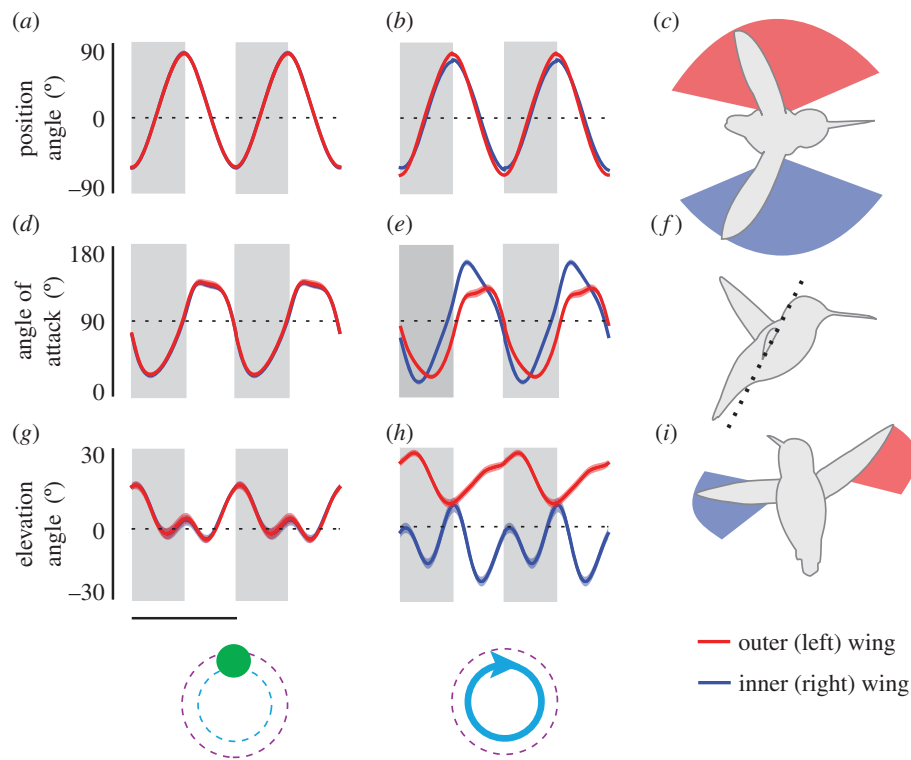 (a)
(b)
(c)
position
angle (º)
90
0
–90
(d)
(e)
(f)
angle of
attack (º)
180
90
0
(g)
(h)
(i)
elevation
angle (º)
30
0
–30
outer (left) wing
inner (right) wing